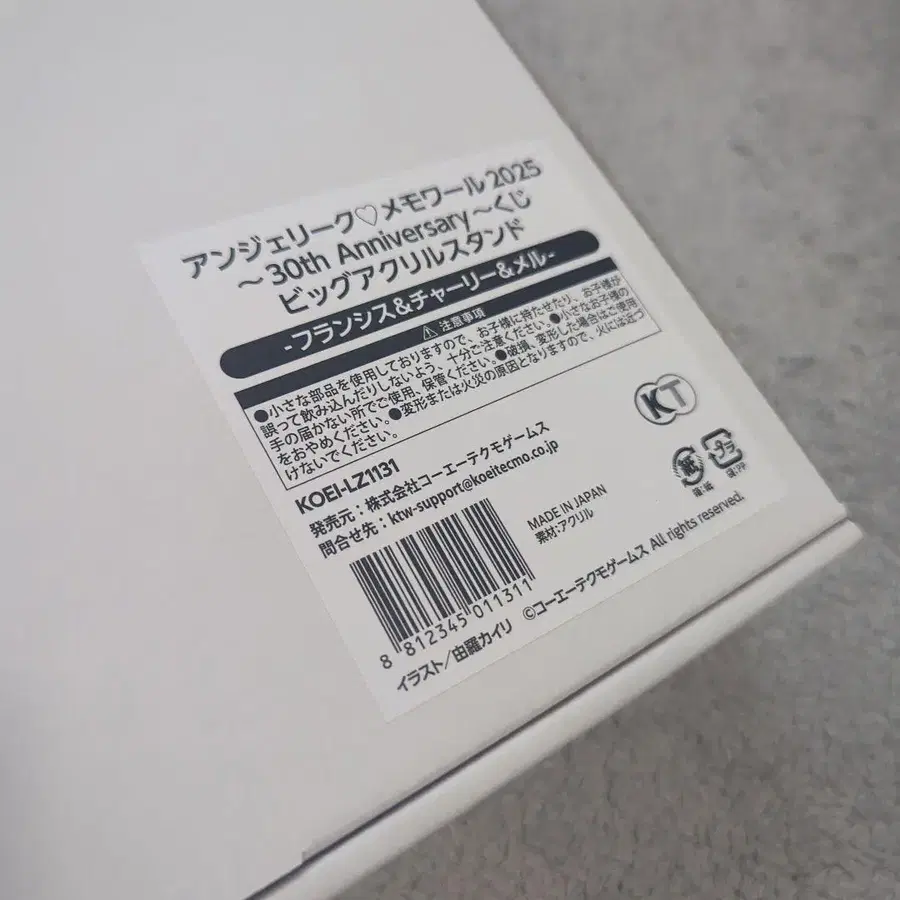 アンジェリーク♡メモワール2025
～30th Anniversary～くじ
ビッグアクリルスタンド
-フランシス&チャーリー&メル-
⚠ 注意事項
●小さな部品を使用しておりますので、お子様に持たせたり、お子様が
誤って飲み込んだりしないよう、十分ご注意ください。●小さなお子様の
手の届かない所でご使用、保管ください。●破損、変形した場合はご使用
をおやめください。●変形または火災の原因となりますので、火には近づ
けないでください。
KOEI-LZ1131
発売元：株式会社コーエーテクモゲームス
問合せ先：ktw-support@koeitecmo.co.jp
KT
紙
プラ
箱:紙
袋:PP
MADE IN JAPAN
素材:アクリル
8 812345 011311
イラスト/由羅カイリ ©コーエーテクモゲームス All rights reserved.